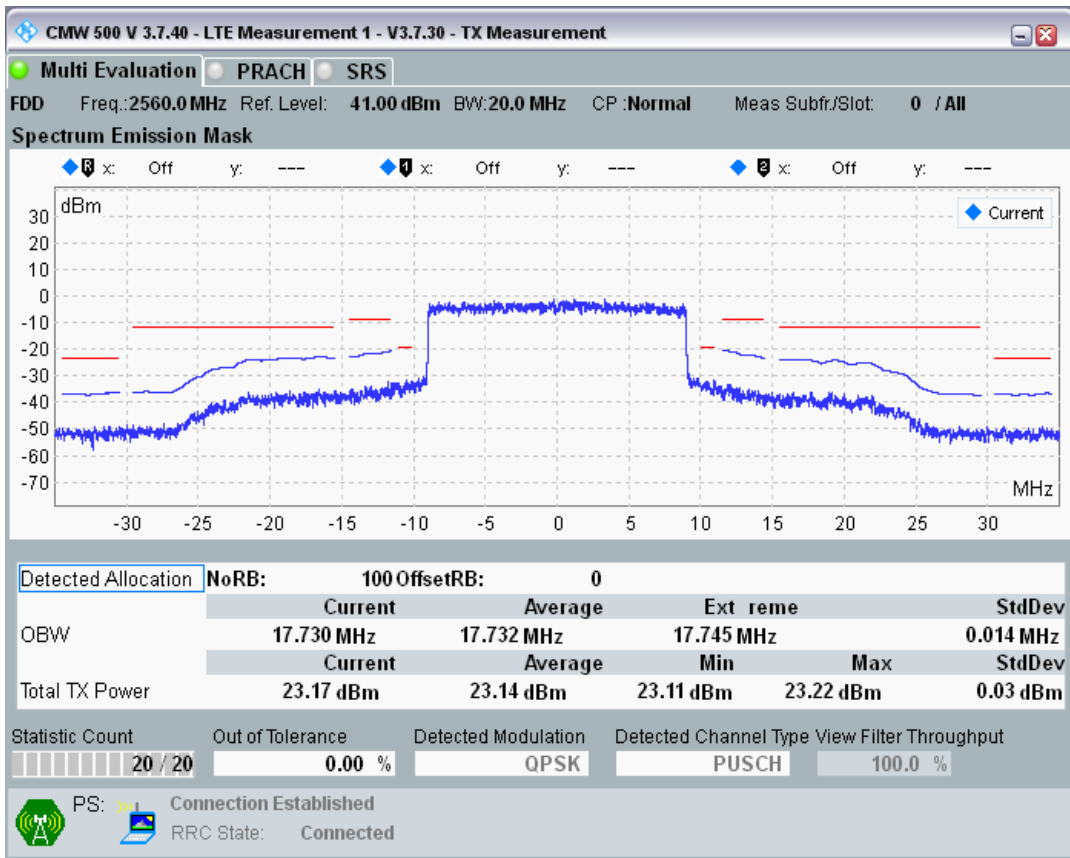 CMW 500 V 3.7.40 - LTE Measurement 1 - V3.7.30 - TX Measurement
Multi Evaluation PRACH SRS
FDD Freq.:2560.0 MHz Ref. Level: 41.00 dBm BW:20.0 MHz CP :Normal Meas Subfr./Slot: 0 / All
Spectrum Emission Mask
R x: Off y: --- 1 x: Off y: --- 2 x: Off y: ---
dBm
Current
30
20
10
0
-10
-20
-30
-40
-50
-60
-70
MHz
-30 -25 -20 -15 -10 -5 0 5 10 15 20 25 30
Detected Allocation NoRB: 100 OffsetRB: 0
Current Average Ext reme StdDev
OBW 17.730 MHz 17.732 MHz 17.745 MHz 0.014 MHz
Current Average Min Max StdDev
Total TX Power 23.17 dBm 23.14 dBm 23.11 dBm 23.22 dBm 0.03 dBm
Statistic Count Out of Tolerance Detected Modulation Detected Channel Type View Filter Throughput
20 / 20 0.00 % QPSK PUSCH 100.0 %
PS: Connection Established
RRC State: Connected